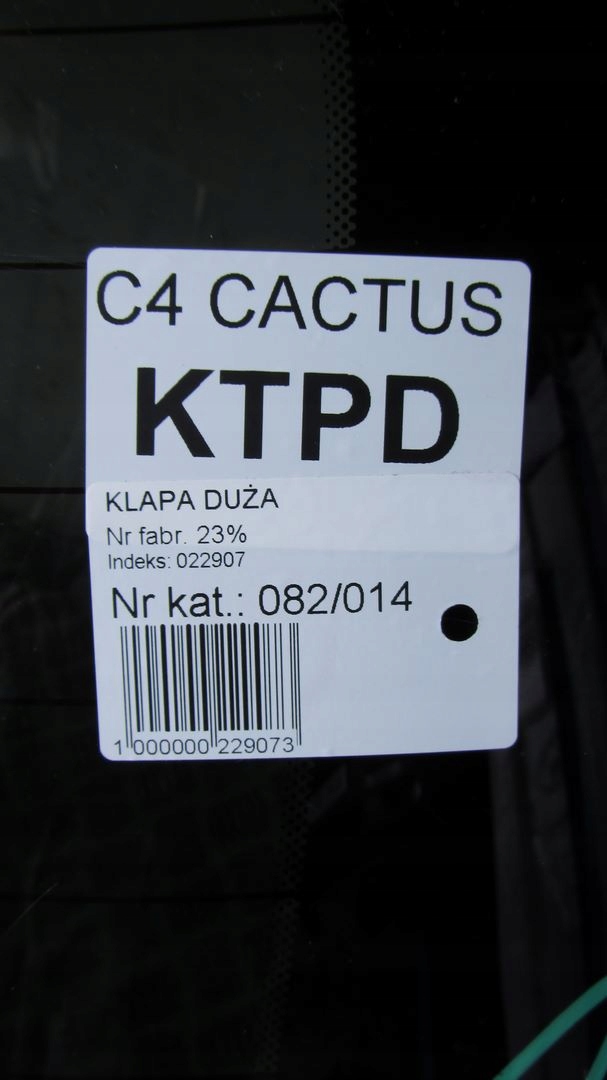 C4 CACTUS
KTPD
KLAPA DUŻA
Nr fabr. 23%
Indeks: 022907
Nr kat.: 082/014
1 000000 229073